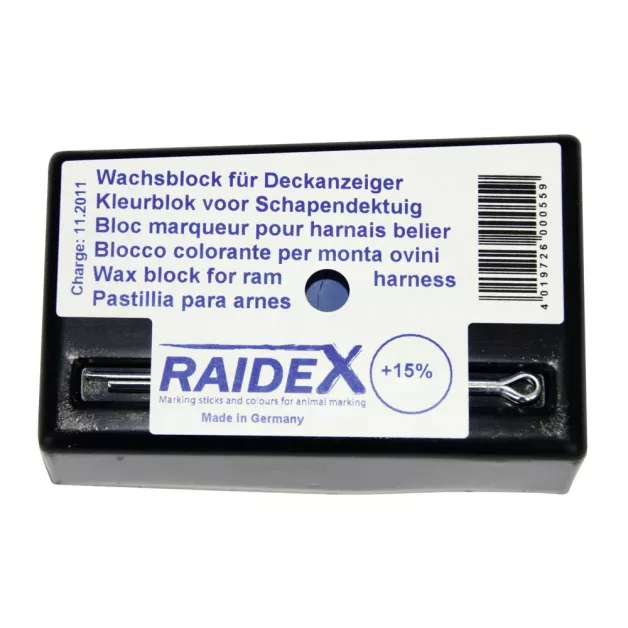 Wachsblock für Deckanzeiger
Kleurblok voor Schapendektuig
Bloc marqueur pour harnais belier
Blocco colorante per monta ovini
Wax block for ram harness
Pastillia para arnes
Charge: 11.2011
4 019726 000559
RAIDEX
Marking sticks and colours for animal marking
Made in Germany
+15%